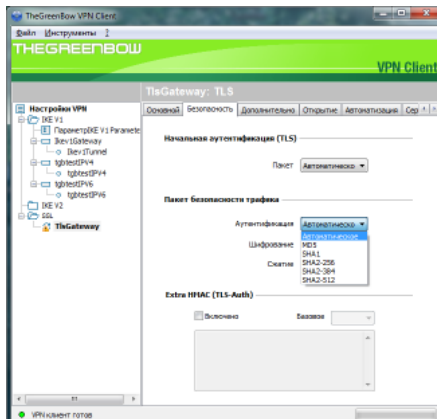 TheGreenBow VPN Client
Файл Инструменты ?
THEGREENBOW
VPN Client
TlsGateway: TLS
Настройки VPN
IKE V1
ПараметрIKE V1 Paramete
Ikev1Gateway
Ikev1Tunnel
tgbtestIPV4
tgbtestIPV4
tgbtestIPV6
tgbtestIPV6
IKE V2
SSL
TlsGateway
Основной Безопасность Дополнительно Открытие Автоматизация Сер
Начальная аутентификация (TLS)
Пакет Автоматическо
Пакет безопасности трафика
Аутентификация Автоматическо
Автоматическое
MD5
SHA1
SHA2-256
SHA2-384
SHA2-512
Шифрование
Сжатие
Extra HMAC (TLS-Auth)
Включено Базовое
VPN клиент готов